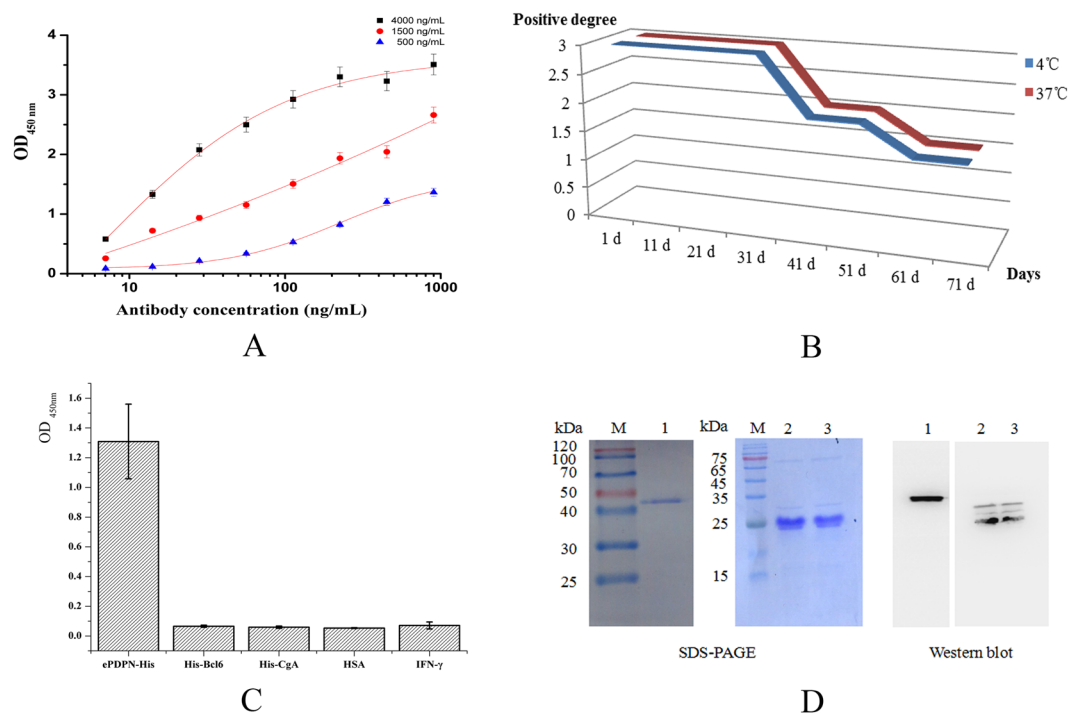 4000 ng/mL
1500 ng/mL
500 ng/mL
OD450 nm
4
3
2
1
0
10
100
1000
Antibody concentration (ng/mL)
A
Positive degree
3
2.5
2
1.5
1
0.5
0
1 d
11 d
21 d
31 d
41 d
51 d
61 d
71 d
Days
4℃
37℃
B
OD 450nm
1.6
1.4
1.2
1.0
0.8
0.6
0.4
0.2
0.0
ePDPN-His
His-Bcl6
His-CgA
HSA
IFN-γ
C
kDa M 1
120
100
70
50
40
30
25
kDa M 2 3
75
65
45
35
25
15
1 2 3
SDS-PAGE
Western blot
D